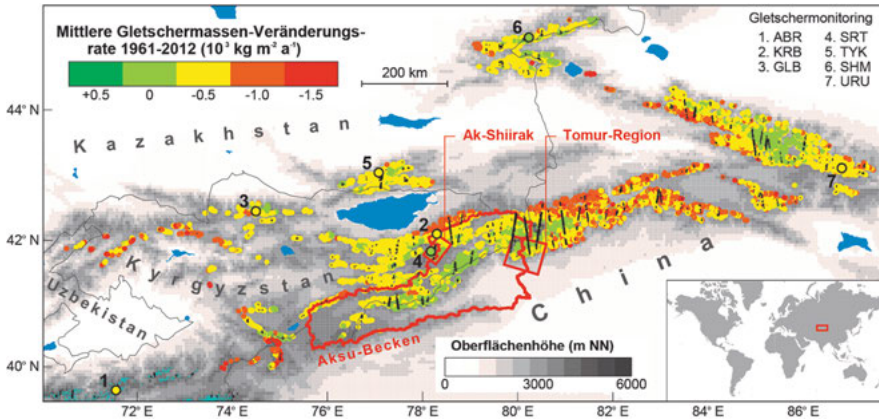 Mittlere Gletschermassen-Veränderungs-
rate 1961-2012 (10³ kg m⁻² a⁻¹)
+0.5 0 -0.5 -1.0 -1.5
200 km
Gletschermonitoring
1. ABR 4. SRT
2. KRB 5. TYK
3. GLB 6. SHM
7. URU
6
44° N
Kazakhstan
Ak-Shiirak
Tomur-Region
5
7
3
2
42° N
4
Kyrgyzstan
China
Uzbekistan
Aksu-Becken
40° N
1
Oberflächenhöhe (m NN)
0 3000 6000
72° E 74° E 76° E 78° E 80° E 82° E 84° E 86° E